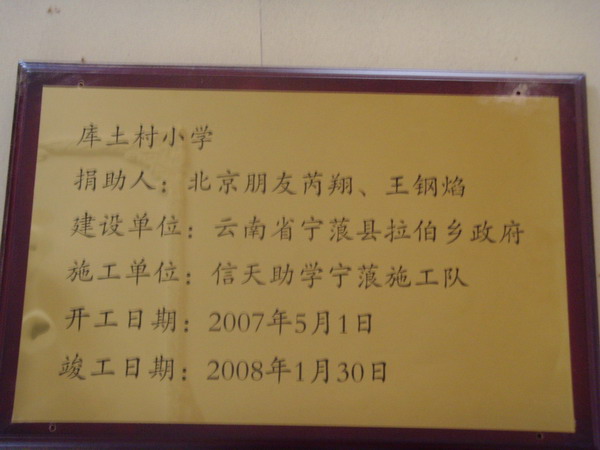 库土村小学
捐助人：北京朋友芮翔、王钢焰
建设单位：云南省宁蒗县拉伯乡政府
施工单位：信天助学宁蒗施工队
开工日期：2007年5月1日
竣工日期：2008年1月30日